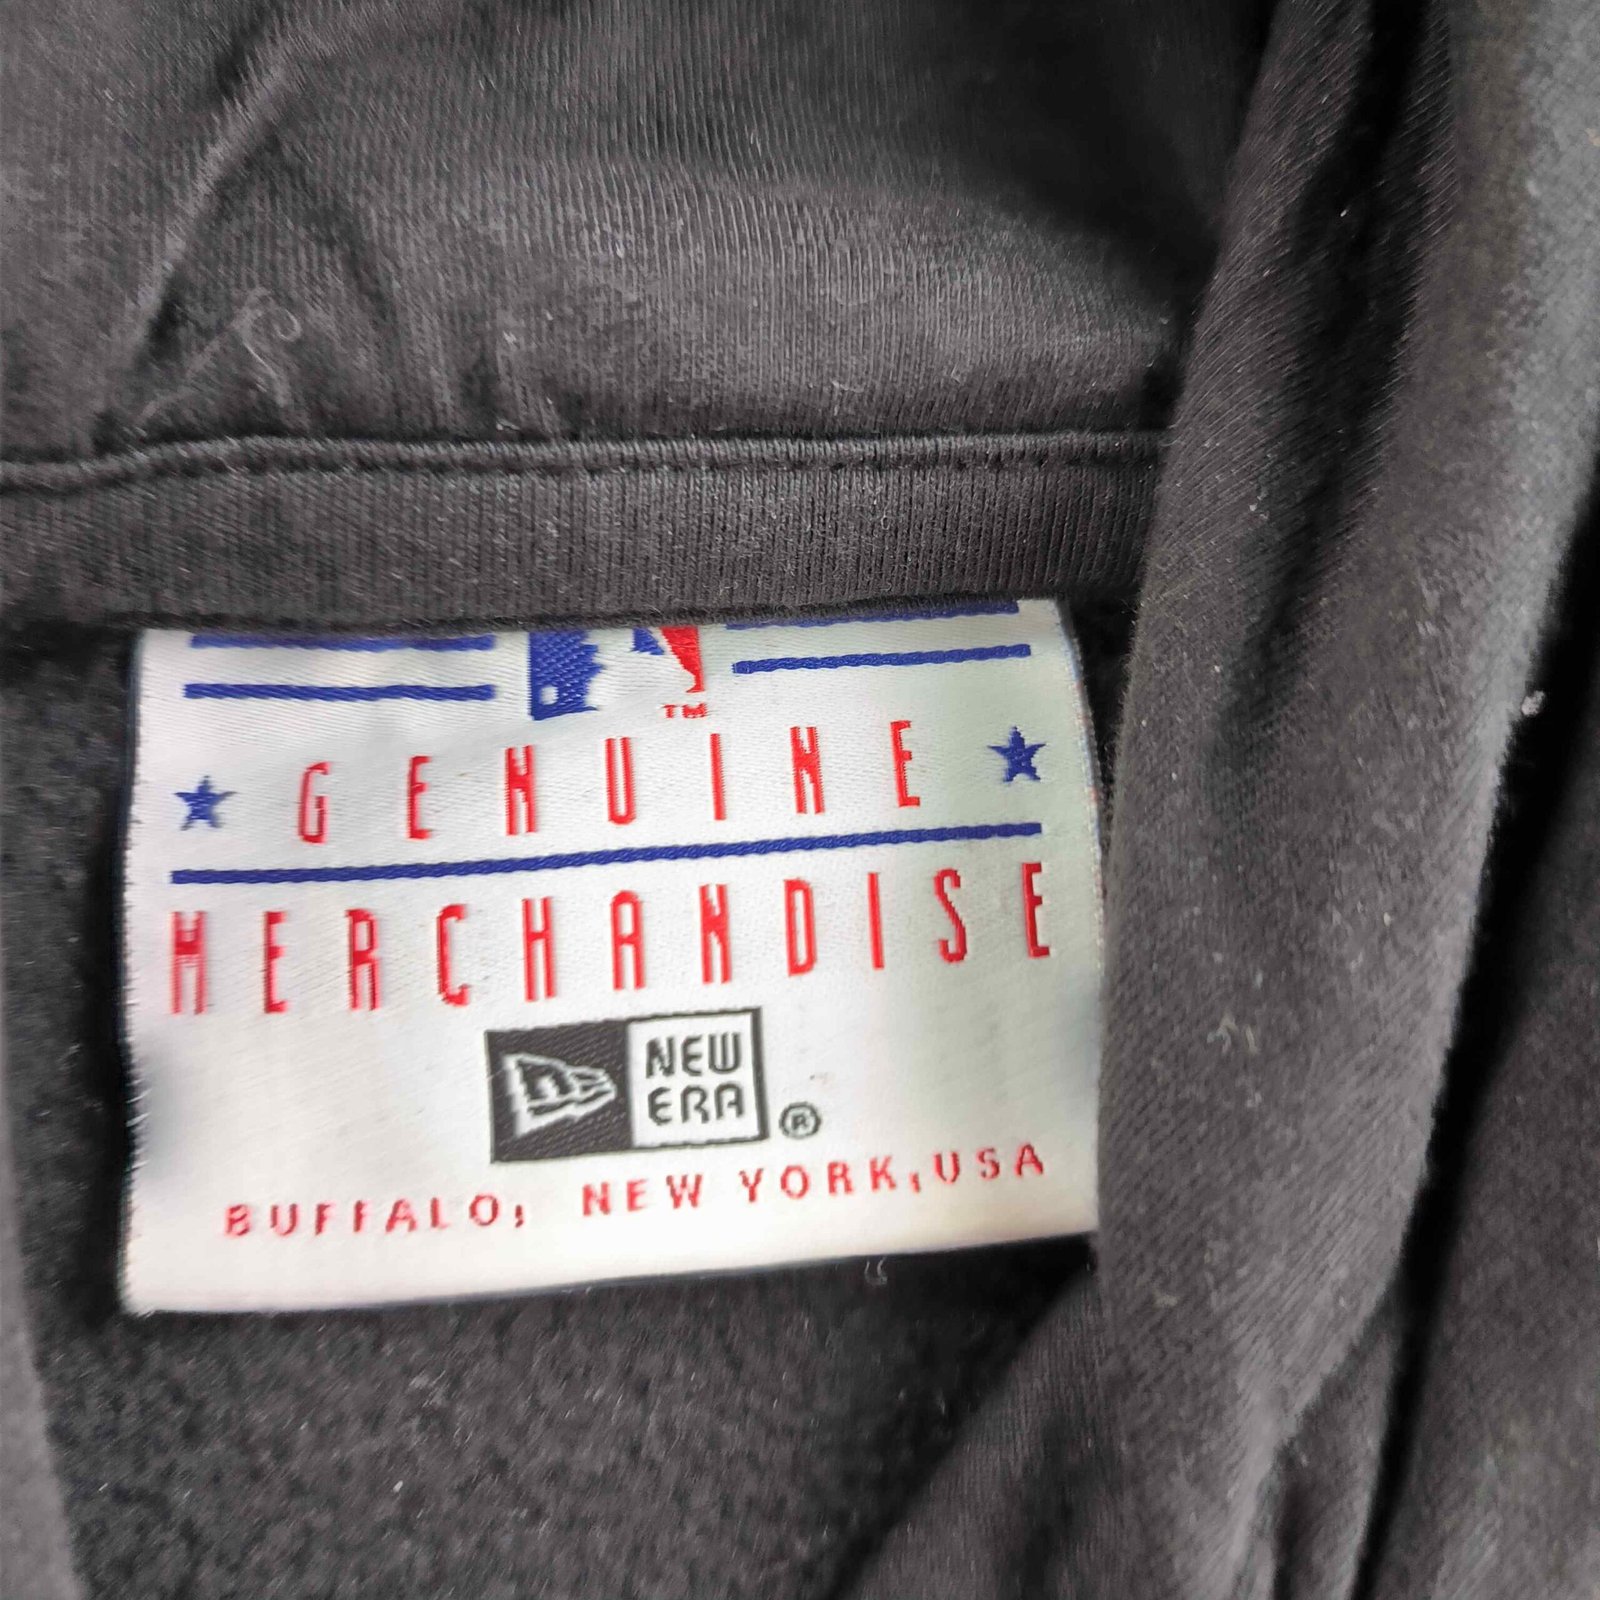 TM
GENUINE
MERCHANDISE
NEW
ERA ®
BUFFALO, NEW YORK, USA